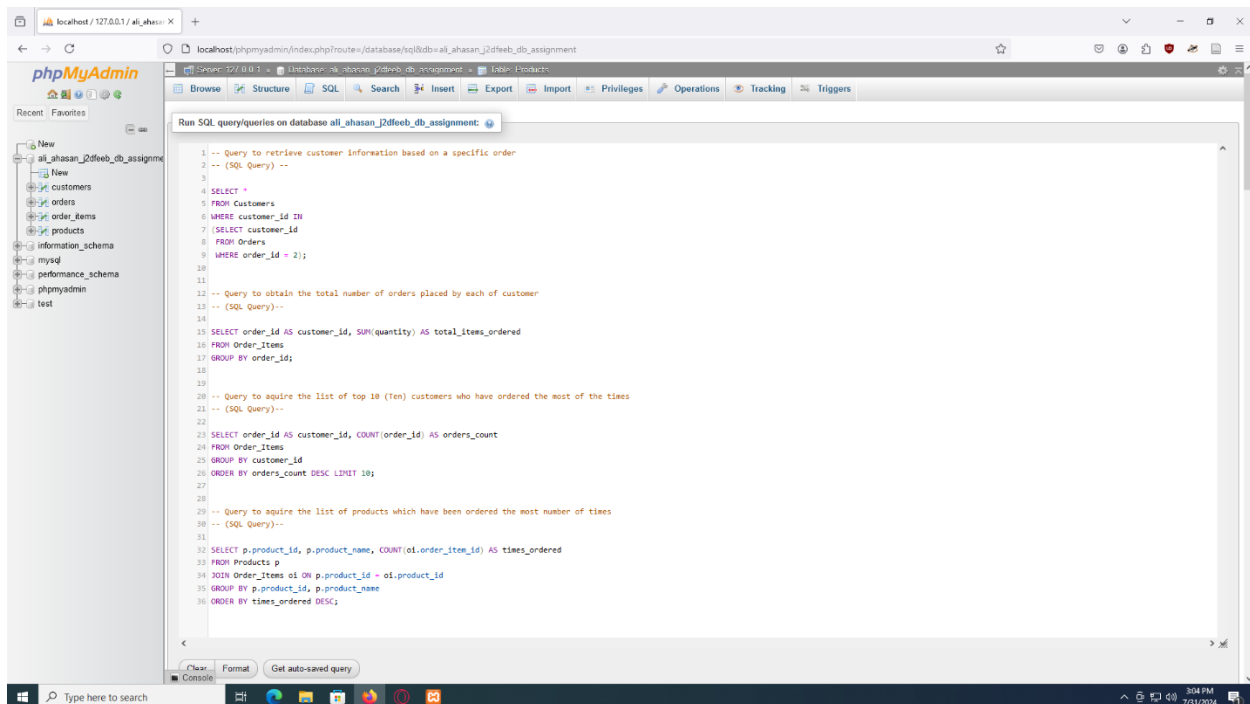 localhost / 127.0.0.1 / ali_ahasan
localhost/phpmyadmin/index.php?route=/database/sql&db=ali_ahasan_j2dfeeb_db_assignment
phpMyAdmin
Recent Favorites
New
ali_ahasan_j2dfeeb_db_assignme
New
customers
orders
order_items
products
information_schema
mysql
performance_schema
phpmyadmin
test
Server: 127.0.0.1 » Database: ali_ahasan_j2dfeeb_db_assignment » Table: Products
Browse Structure SQL Search Insert Export Import Privileges Operations Tracking Triggers
Run SQL query/queries on database ali_ahasan_j2dfeeb_db_assignment:
1 -- Query to retrieve customer information based on a specific order
2 -- (SQL Query) --
3
4 SELECT *
5 FROM Customers
6 WHERE customer_id IN
7 (SELECT customer_id
8 FROM Orders
9 WHERE order_id = 2);
10
11
12 -- Query to obtain the total number of orders placed by each of customer
13 -- (SQL Query)--
14
15 SELECT order_id AS customer_id, SUM(quantity) AS total_items_ordered
16 FROM Order_Items
17 GROUP BY order_id;
18
19
20 -- Query to aquire the list of top 10 (Ten) customers who have ordered the most of the times
21 -- (SQL Query)--
22
23 SELECT order_id AS customer_id, COUNT(order_id) AS orders_count
24 FROM Order_Items
25 GROUP BY customer_id
26 ORDER BY orders_count DESC LIMIT 10;
27
28
29 -- Query to aquire the list of products which have been ordered the most number of times
30 -- (SQL Query)--
31
32 SELECT p.product_id, p.product_name, COUNT(oi.order_item_id) AS times_ordered
33 FROM Products p
34 JOIN Order_Items oi ON p.product_id = oi.product_id
35 GROUP BY p.product_id, p.product_name
36 ORDER BY times_ordered DESC;
Clear Format Get auto-saved query
Console
Type here to search
3:04 PM
7/31/2024